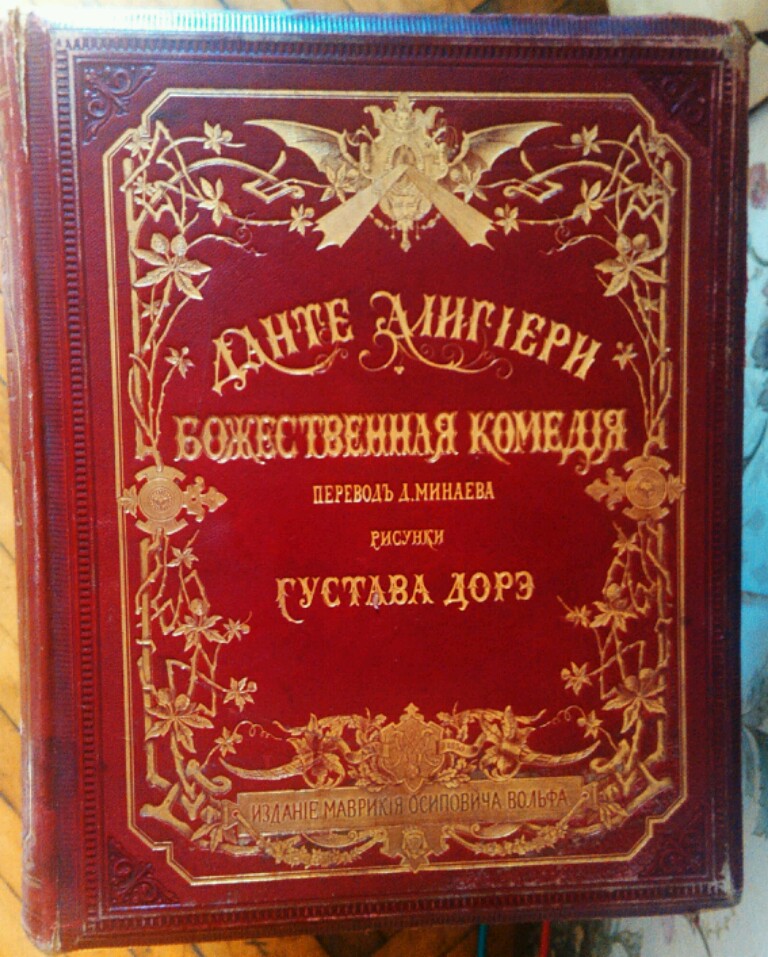 ДАНТЕ АЛИГІЕРИ
БОЖЕСТВЕННАЯ КОМЕДІЯ
ПЕРЕВОДЪ Д. МИНАЕВА
РИСУНКИ
ГУСТАВА ДОРЭ
ИЗДАНІЕ МАВРИКІЯ ОСИПОВИЧА ВОЛЬФА